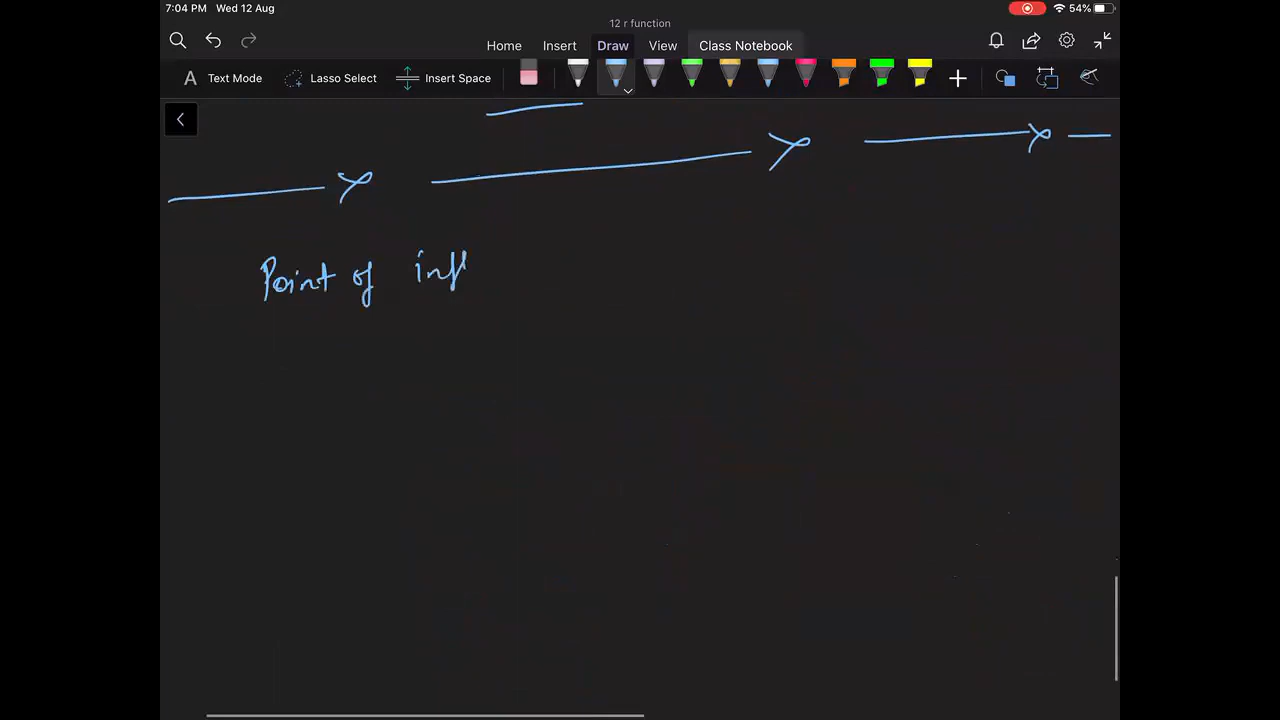 7:04 PM Wed 12 Aug
54%
12 r function
Home Insert Draw View Class Notebook
A Text Mode Lasso Select Insert Space
Point of infl